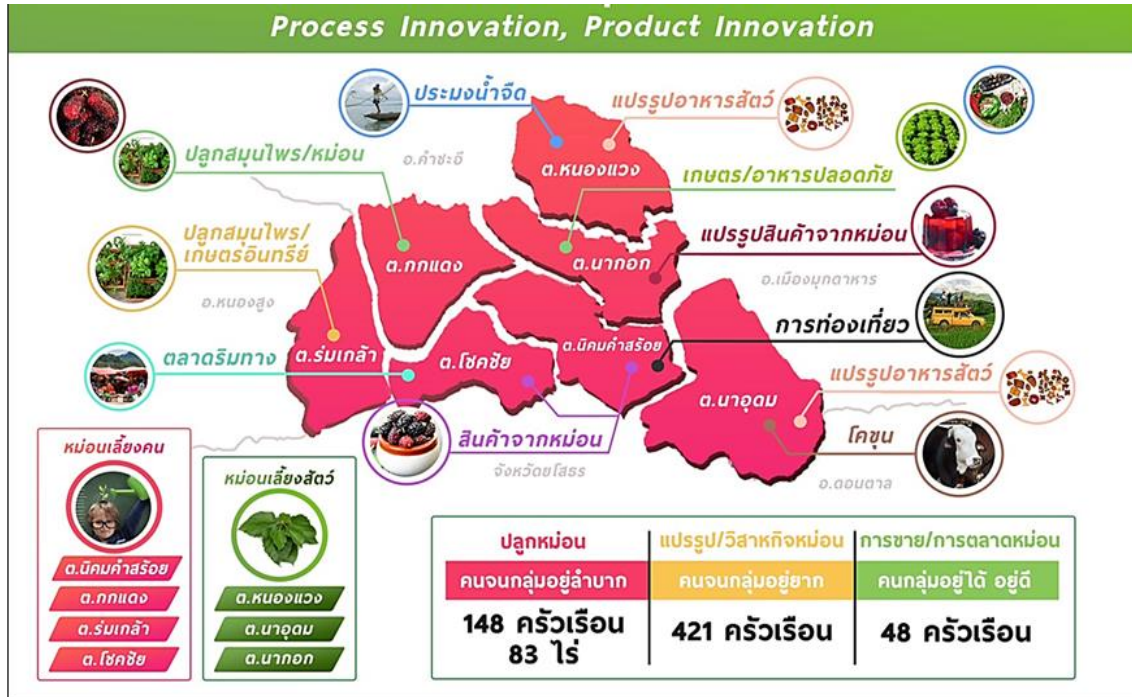 Process Innovation, Product Innovation
ประมงน้ำจืด
แปรรูปอาหารสัตว์
ปลูกสมุนไพร/หม่อน
อ.คำชะอี
ต.หนองแวง
เกษตร/อาหารปลอดภัย
ปลูกสมุนไพร/
เกษตรอินทรีย์
ต.กกแดง
ต.นากอก
แปรรูปสินค้าจากหม่อน
อ.หนองสูง
อ.เมืองมุกดาหาร
การท่องเที่ยว
ตลาดริมทาง
ต.ร่มเกล้า
ต.โชคชัย
ต.นิคมคำสร้อย
ต.นาอุดม
แปรรูปอาหารสัตว์
สินค้าจากหม่อน
โคขุน
จังหวัดยโสธร
อ.ดอนตาล
หม่อนเลี้ยงคน
ต.นิคมคำสร้อย
ต.กกแดง
ต.ร่มเกล้า
ต.โชคชัย
หม่อนเลี้ยงสัตว์
ต.หนองแวง
ต.นาอุดม
ต.นากอก
ปลูกหม่อน
คนจนกลุ่มอยู่ลำบาก
148 ครัวเรือน
83 ไร่
แปรรูป/วิสาหกิจหม่อน
คนจนกลุ่มอยู่ยาก
421 ครัวเรือน
การขาย/การตลาดหม่อน
คนกลุ่มอยู่ได้ อยู่ดี
48 ครัวเรือน